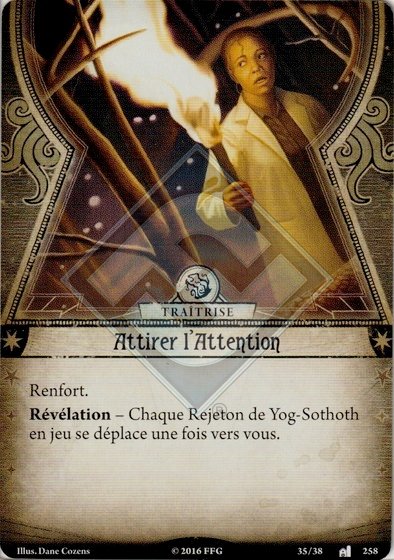 TRAÎTRISE
Attirer l'Attention
Renfort.
Révélation – Chaque Rejeton de Yog-Sothoth
en jeu se déplace une fois vers vous.
Illus. Dane Cozens
© 2016 FFG
35/38
258